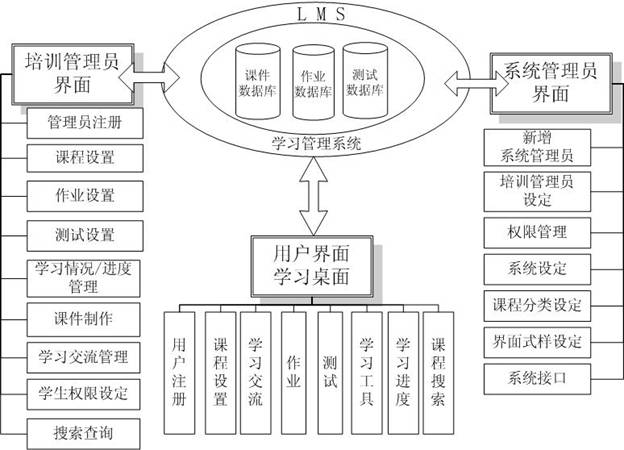 LMS
课件
数据库
作业
数据库
测试
数据库
学习管理系统
培训管理员
界面
管理员注册
课程设置
作业设置
测试设置
学习情况/进度
管理
课件制作
学习交流管理
学生权限设定
搜索查询
系统管理员
界面
新增
系统管理员
培训管理员
设定
权限管理
系统设定
课程分类设定
界面式样设定
系统接口
用户界面
学习桌面
用户注册
课程设置
学习交流
作业
测试
学习工具
学习进度
课程搜索